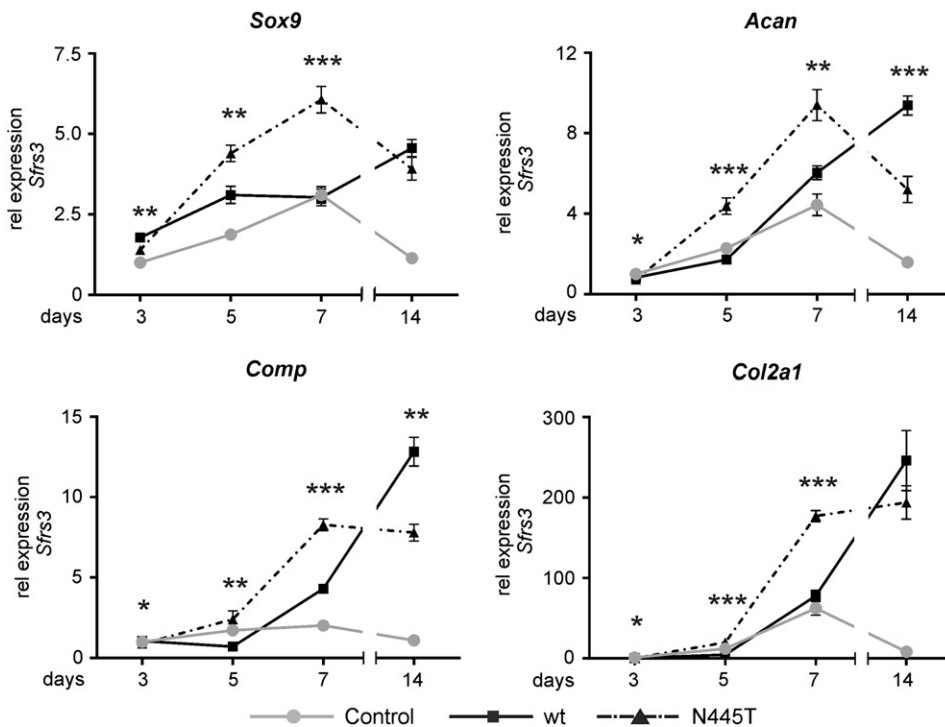 Sox9
rel expression
Sfrs3
7.5
5.0
2.5
0
**
**
***
days
3
5
7
14
Acan
rel expression
Sfrs3
12
8
4
0
*
***
**
***
days
3
5
7
14
Comp
rel expression
Sfrs3
15
10
5
0
*
**
***
**
days
3
5
7
14
Col2a1
rel expression
Sfrs3
300
200
100
0
*
***
***
days
3
5
7
14
Control
wt
N445T